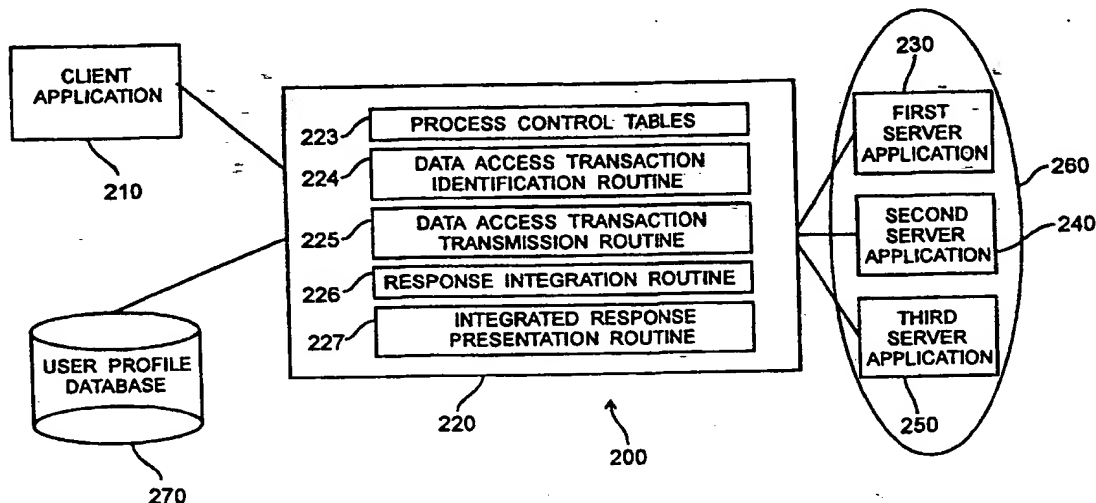 CLIENT
APPLICATION
210
223
PROCESS CONTROL TABLES
224
DATA ACCESS TRANSACTION
IDENTIFICATION ROUTINE
225
DATA ACCESS TRANSACTION
TRANSMISSION ROUTINE
226
RESPONSE INTEGRATION ROUTINE
227
INTEGRATED RESPONSE
PRESENTATION ROUTINE
220
200
230
FIRST
SERVER
APPLICATION
260
SECOND
SERVER
APPLICATION
240
THIRD
SERVER
APPLICATION
250
USER PROFILE
DATABASE
270